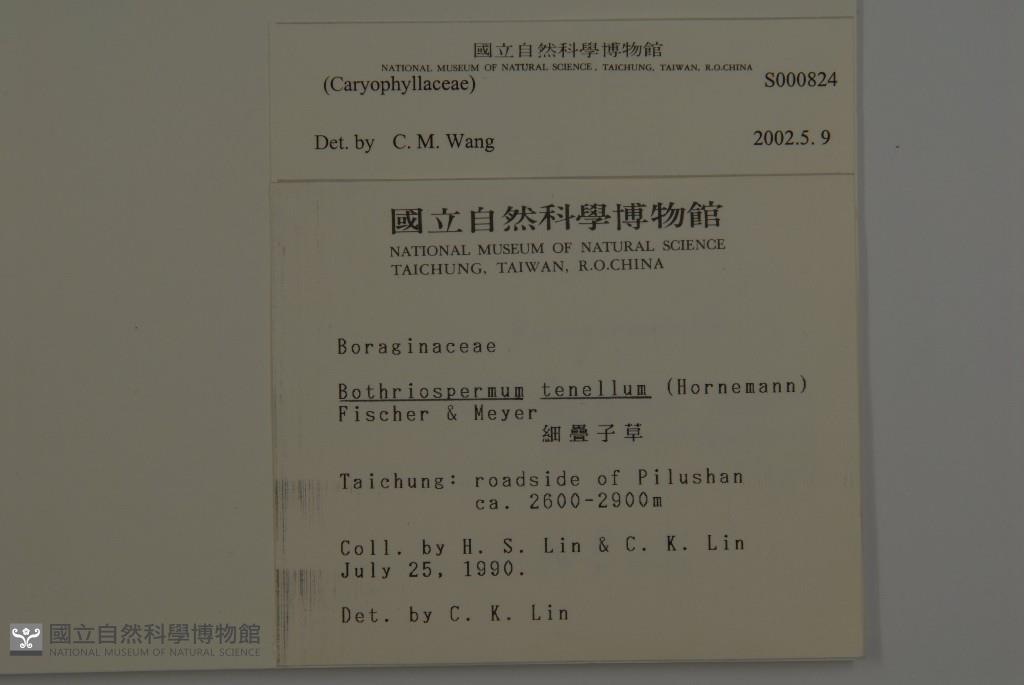 國立自然科學博物館
NATIONAL MUSEUM OF NATURAL SCIENCE, TAICHUNG, TAIWAN, R.O.CHINA
(Caryophyllaceae) S000824
Det. by C. M. Wang 2002.5. 9
國立自然科學博物館
NATIONAL MUSEUM OF NATURAL SCIENCE
TAICHUNG, TAIWAN, R.O.CHINA
Boraginaceae
Bothriospermum tenellum (Hornemann)
Fischer & Meyer
細疊子草
Taichung: roadside of Pilushan
ca. 2600-2900m
Coll. by H. S. Lin & C. K. Lin
July 25, 1990.
Det. by C. K. Lin
國立自然科學博物館
NATIONAL MUSEUM OF NATURAL SCIENCE